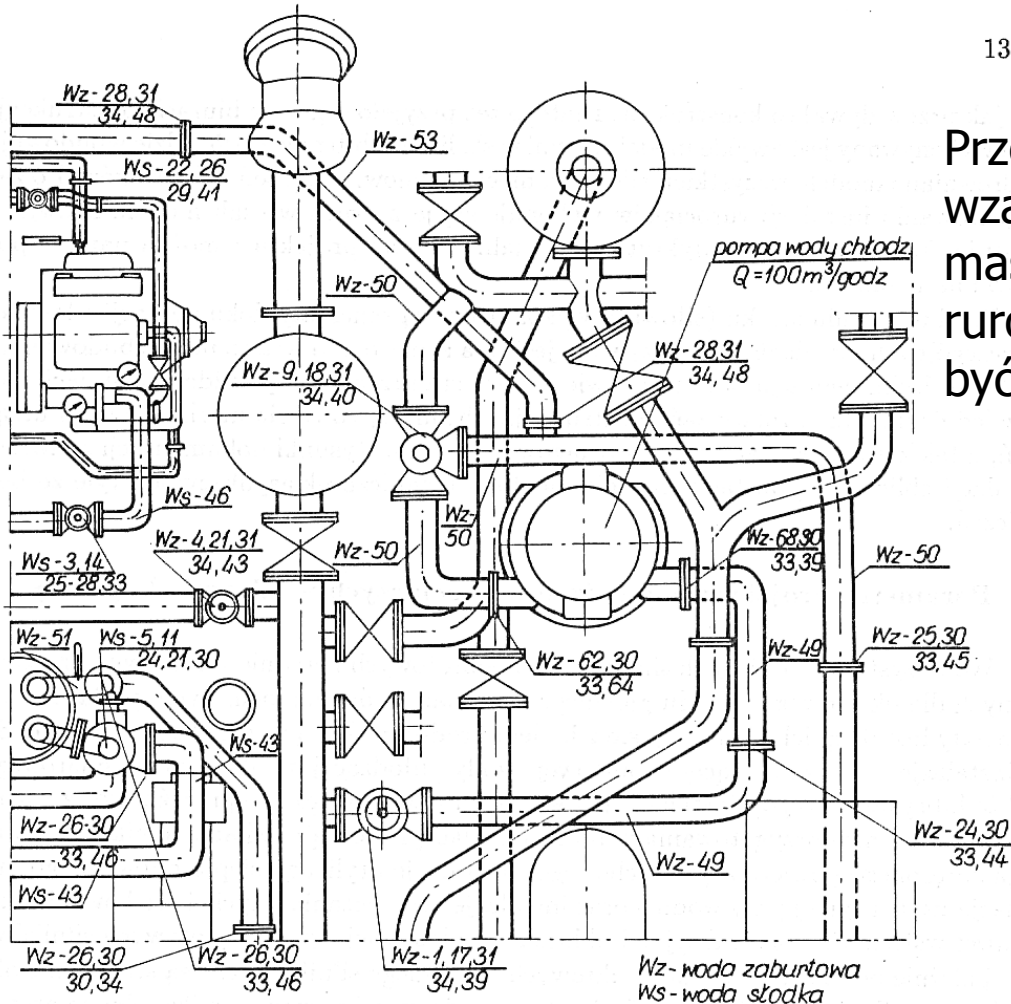 13
Wz-28,31
34,48
Wz-53
Ws-22,26
29,41
pompa wody chłodz.
Q=100m³/godz
Wz-50
Wz-28,31
34,48
Wz-9,18,31
34,40
Ws-46
Wz-
50
Wz-4,21,31
34,43
Wz-50
Wz-68,30
33,39
Wz-50
Ws-3,14
25-28,33
Wz-51
Ws-5,11
24,21,30
Wz-62,30
33,64
Wz-49
Wz-25,30
33,45
Ws-43
Wz-26-30
33,46
Wz-49
Wz-24,30
33,44
Ws-43
Wz-26,30
30,34
Wz-26,30
33,46
Wz-1,17,31
34,39
Wz-woda zaburtowa
Ws-woda słodka
być